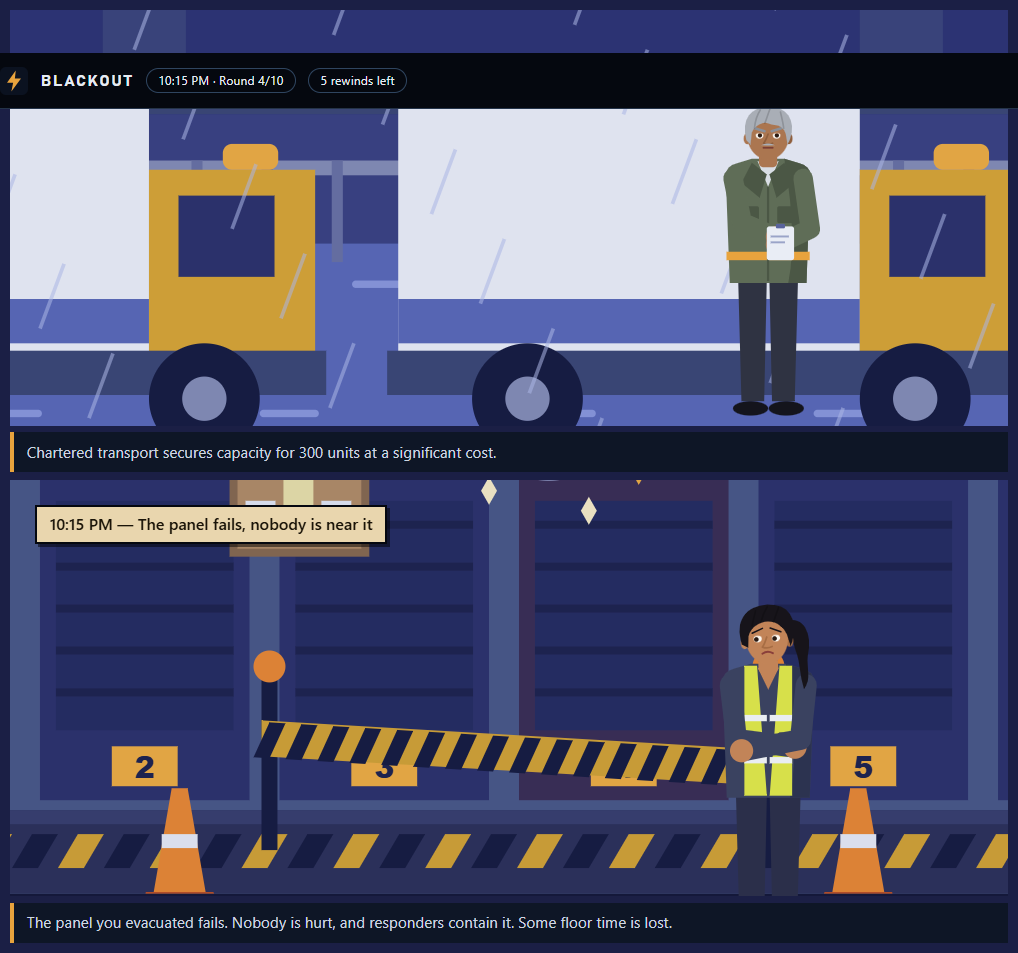 BLACKOUT
10:15 PM · Round 4/10
5 rewinds left
Chartered transport secures capacity for 300 units at a significant cost.
10:15 PM — The panel fails, nobody is near it
2
3
5
The panel you evacuated fails. Nobody is hurt, and responders contain it. Some floor time is lost.